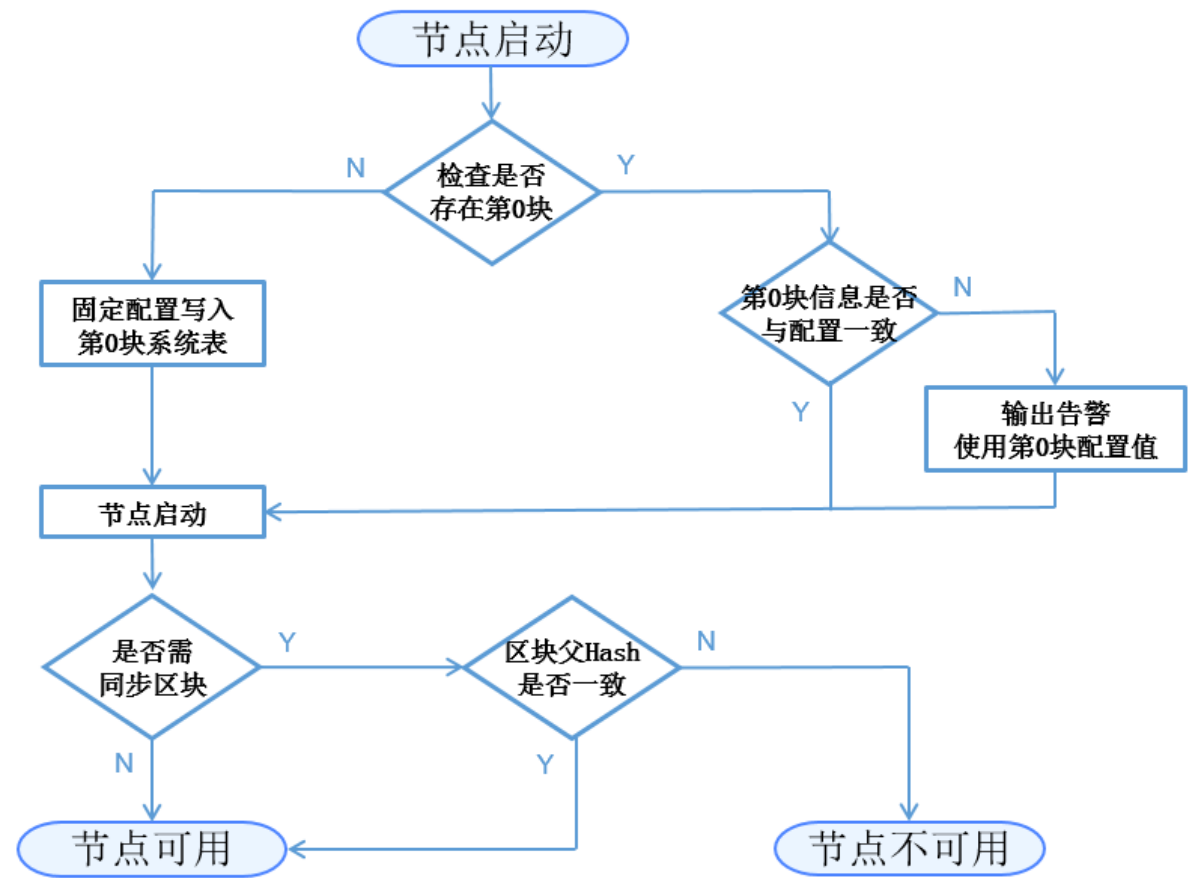 节点启动
N
检查是否
存在第0块
Y
固定配置写入
第0块系统表
第0块信息是否
与配置一致
N
Y
输出告警
使用第0块配置值
节点启动
是否需
同步区块
Y
区块父Hash
是否一致
N
N
Y
节点可用
节点不可用